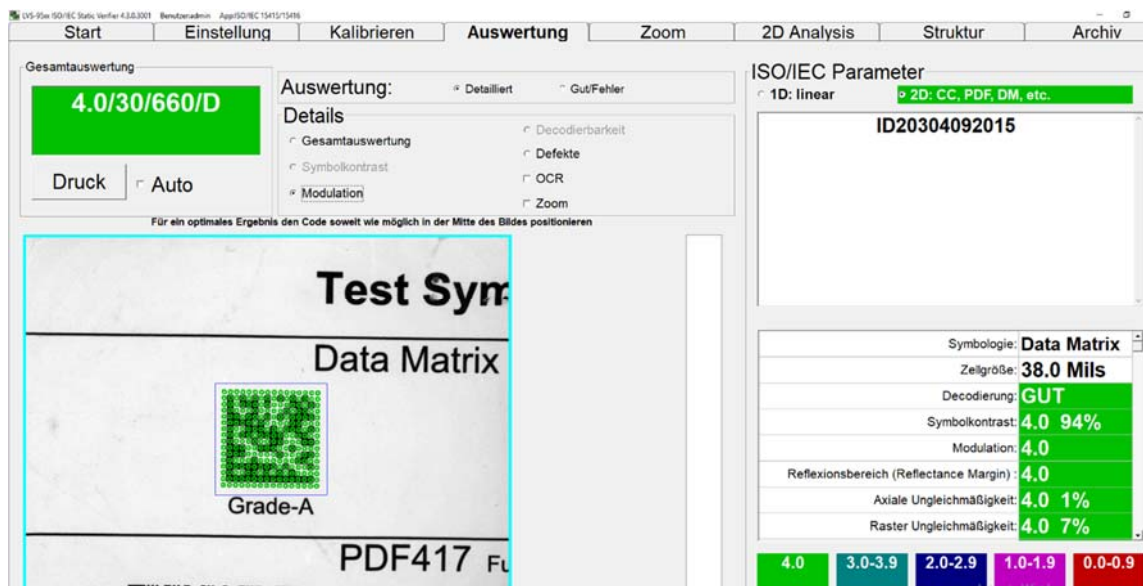 LVS-95xx ISO/IEC Static Verifier 4.3.0.3001 Benutzeradmin App:ISO/IEC 15415/15416
Start Einstellung Kalibrieren Auswertung Zoom 2D Analysis Struktur Archiv
Gesamtauswertung
4.0/30/660/D
Druck Auto
Auswertung: Detailliert Gut/Fehler
Details
Gesamtauswertung
Symbolkontrast
Modulation
Decodierbarkeit
Defekte
OCR
Zoom
Für ein optimales Ergebnis den Code soweit wie möglich in der Mitte des Bildes positionieren
Test Sym
Data Matrix
Grade-A
PDF417 Fu
ISO/IEC Parameter
1D: linear 2D: CC, PDF, DM, etc.
ID20304092015
Symbologie: Data Matrix
Zellgröße: 38.0 Mils
Decodierung: GUT
Symbolkontrast: 4.0 94%
Modulation: 4.0
Reflexionsbereich (Reflectance Margin) : 4.0
Axiale Ungleichmäßigkeit: 4.0 1%
Raster Ungleichmäßigkeit: 4.0 7%
4.0 3.0-3.9 2.0-2.9 1.0-1.9 0.0-0.9